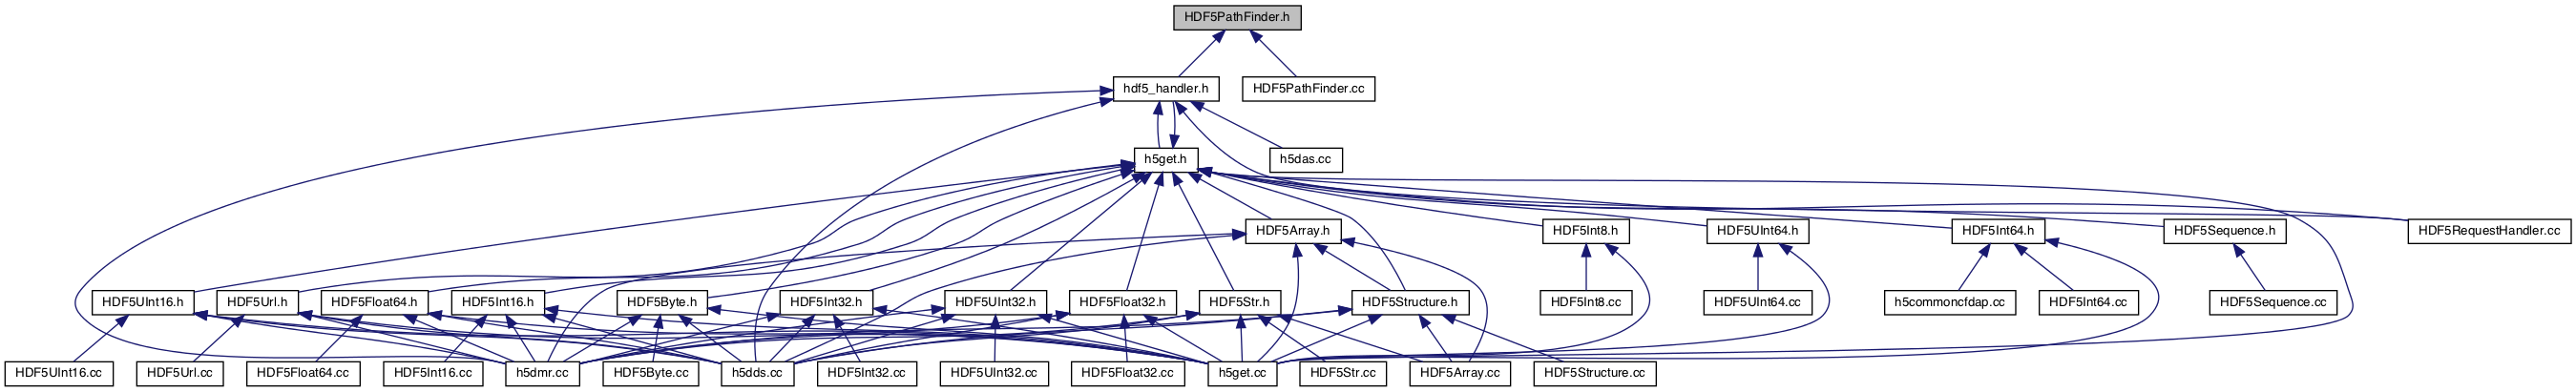 HDF5PathFinder.h
hdf5_handler.h
HDF5PathFinder.cc
h5get.h
h5das.cc
HDF5Array.h
HDF5Int8.h
HDF5UInt64.h
HDF5Int64.h
HDF5Sequence.h
HDF5RequestHandler.cc
HDF5UInt16.h
HDF5Url.h
HDF5Float64.h
HDF5Int16.h
HDF5Byte.h
HDF5Int32.h
HDF5UInt32.h
HDF5Float32.h
HDF5Str.h
HDF5Structure.h
HDF5Int8.cc
HDF5UInt64.cc
h5commoncfdap.cc
HDF5Int64.cc
HDF5Sequence.cc
HDF5UInt16.cc
HDF5Url.cc
HDF5Float64.cc
HDF5Int16.cc
h5dmr.cc
HDF5Byte.cc
h5dds.cc
HDF5Int32.cc
HDF5UInt32.cc
HDF5Float32.cc
h5get.cc
HDF5Str.cc
HDF5Array.cc
HDF5Structure.cc